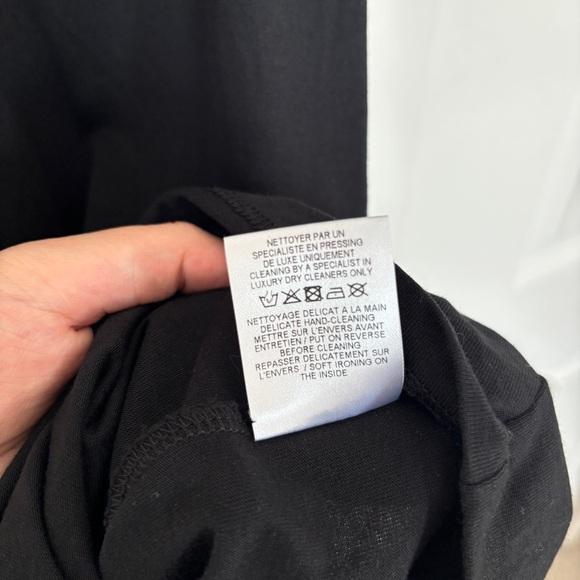 NETTOYER PAR UN
SPECIALISTE EN PRESSING
DE LUXE UNIQUEMENT
CLEANING BY A SPECIALIST IN
LUXURY DRY CLEANERS ONLY
NETTOYAGE DELICAT A LA MAIN
DELICATE HAND-CLEANING
METTRE SUR L'ENVERS AVANT
ENTRETIEN / PUT ON REVERSE
BEFORE CLEANING
REPASSER DELICATEMENT SUR
L'ENVERS / SOFT IRONING ON
THE INSIDE